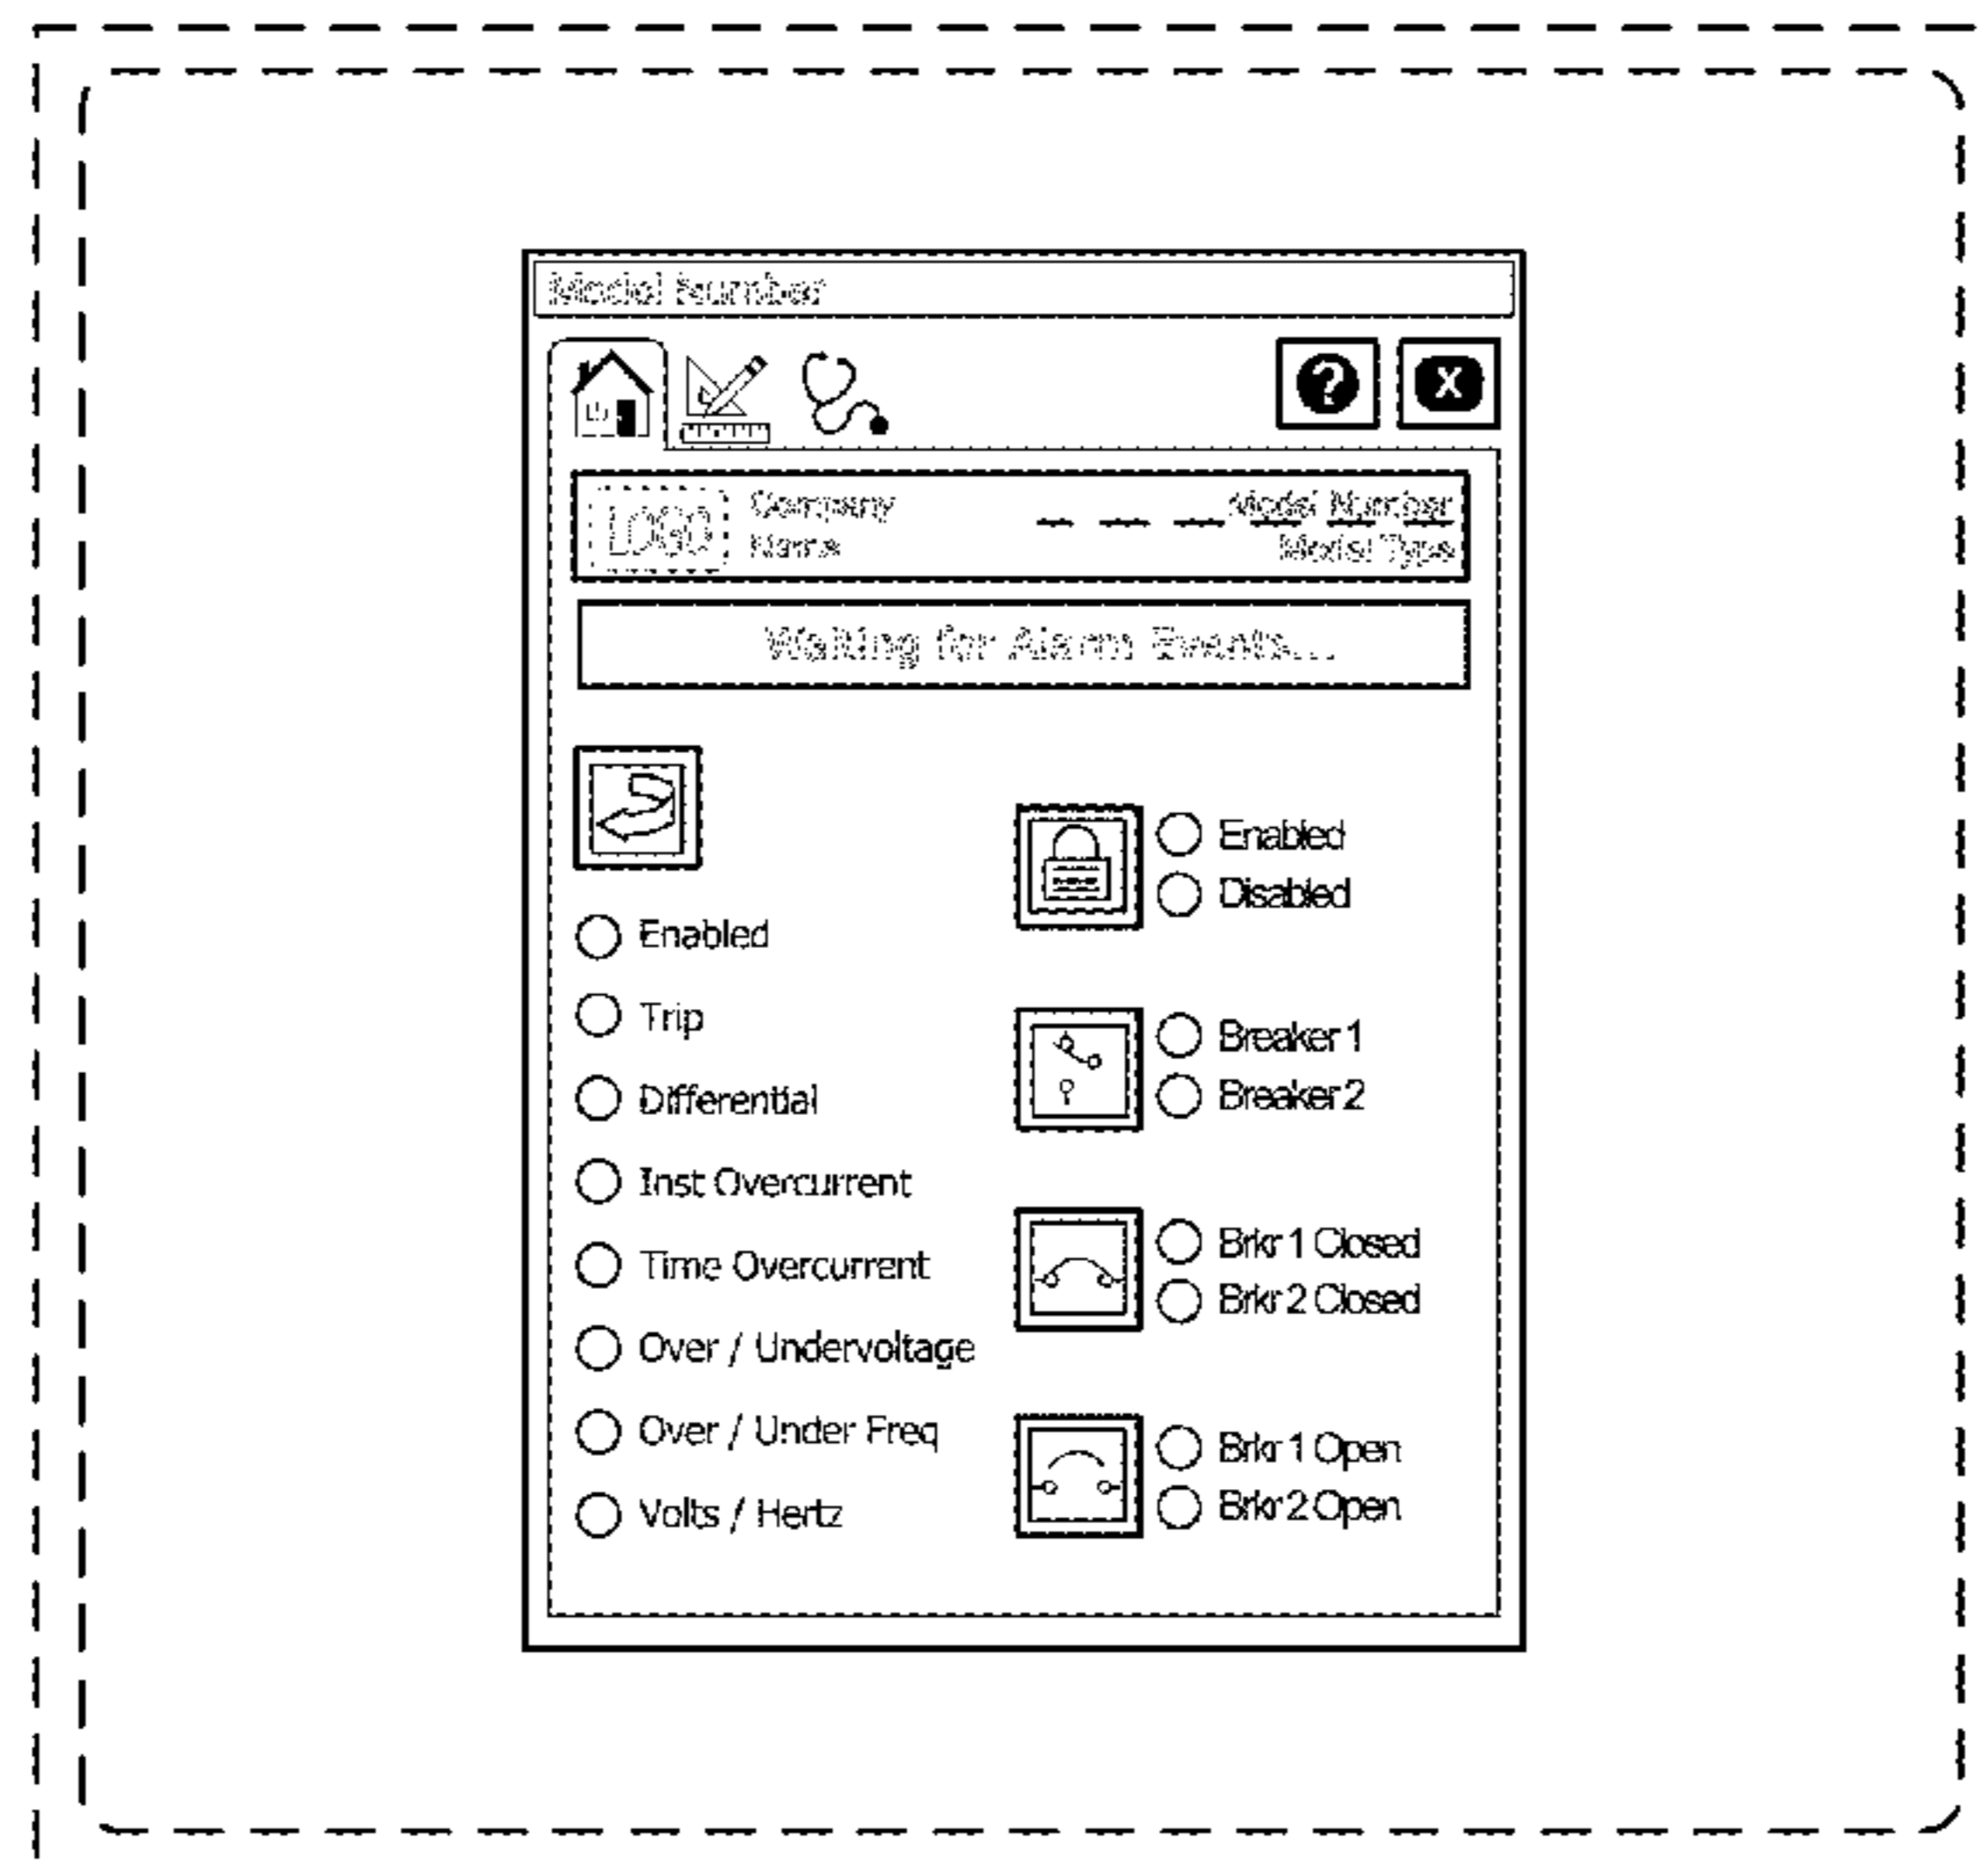 Model Number
? X
LOGO
Company
Name
Model Number
Model Type
Waiting for Alarm Events...
Enabled
Trip
Differential
Inst Overcurrent
Time Overcurrent
Over / Undervoltage
Over / Under Freq
Volts / Hertz
Enabled
Disabled
Breaker 1
Breaker 2
Brkr 1 Closed
Brkr 2 Closed
Brkr 1 Open
Brkr 2 Open